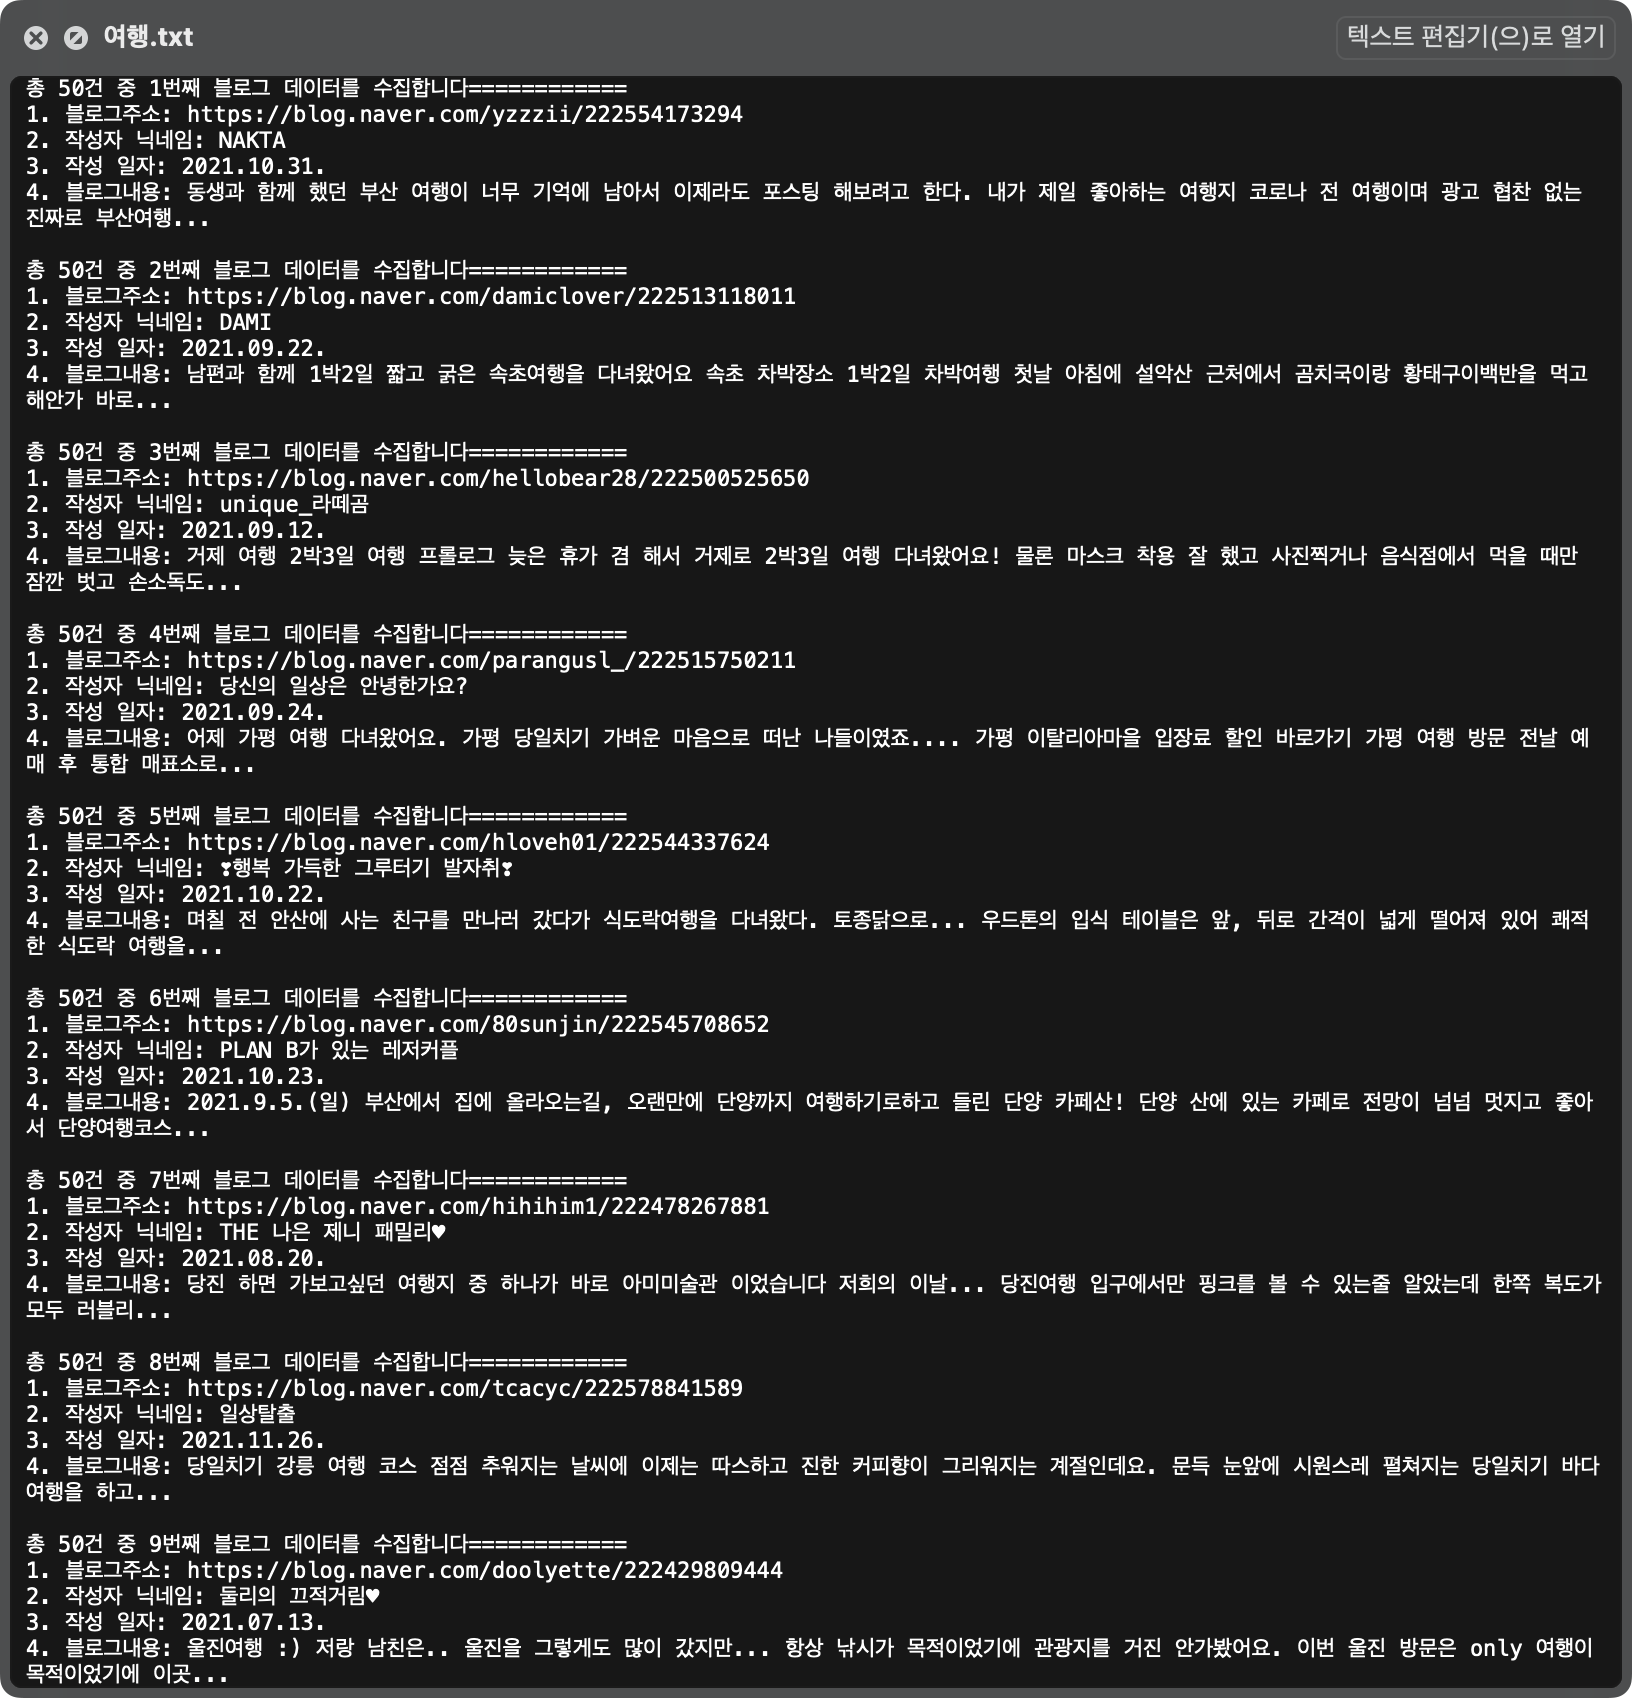 여행.txt
텍스트 편집기(으)로 열기
총 50건 중 1번째 블로그 데이터를 수집합니다============
1. 블로그주소: https://blog.naver.com/yzzzii/222554173294
2. 작성자 닉네임: NAKTA
3. 작성 일자: 2021.10.31.
4. 블로그내용: 동생과 함께 했던 부산 여행이 너무 기억에 남아서 이제라도 포스팅 해보려고 한다. 내가 제일 좋아하는 여행지 코로나 전 여행이며 광고 협찬 없는
진짜로 부산여행...
총 50건 중 2번째 블로그 데이터를 수집합니다============
1. 블로그주소: https://blog.naver.com/damiclover/222513118011
2. 작성자 닉네임: DAMI
3. 작성 일자: 2021.09.22.
4. 블로그내용: 남편과 함께 1박2일 짧고 굵은 속초여행을 다녀왔어요 속초 차박장소 1박2일 차박여행 첫날 아침에 설악산 근처에서 곰치국이랑 황태구이백반을 먹고
해안가 바로...
총 50건 중 3번째 블로그 데이터를 수집합니다============
1. 블로그주소: https://blog.naver.com/hellobear28/222500525650
2. 작성자 닉네임: unique_라떼곰
3. 작성 일자: 2021.09.12.
4. 블로그내용: 거제 여행 2박3일 여행 프롤로그 늦은 휴가 겸 해서 거제로 2박3일 여행 다녀왔어요! 물론 마스크 착용 잘 했고 사진찍거나 음식점에서 먹을 때만
잠깐 벗고 손소독도...
총 50건 중 4번째 블로그 데이터를 수집합니다============
1. 블로그주소: https://blog.naver.com/parangusl_/222515750211
2. 작성자 닉네임: 당신의 일상은 안녕한가요?
3. 작성 일자: 2021.09.24.
4. 블로그내용: 어제 가평 여행 다녀왔어요. 가평 당일치기 가벼운 마음으로 떠난 나들이였죠.... 가평 이탈리아마을 입장료 할인 바로가기 가평 여행 방문 전날 예
매 후 통합 매표소로...
총 50건 중 5번째 블로그 데이터를 수집합니다============
1. 블로그주소: https://blog.naver.com/hloveh01/222544337624
2. 작성자 닉네임: ❣행복 가득한 그루터기 발자취❣
3. 작성 일자: 2021.10.22.
4. 블로그내용: 며칠 전 안산에 사는 친구를 만나러 갔다가 식도락여행을 다녀왔다. 토종닭으로... 우드톤의 입식 테이블은 앞, 뒤로 간격이 넓게 떨어져 있어 쾌적
한 식도락 여행을...
총 50건 중 6번째 블로그 데이터를 수집합니다============
1. 블로그주소: https://blog.naver.com/80sunjin/222545708652
2. 작성자 닉네임: PLAN B가 있는 레저커플
3. 작성 일자: 2021.10.23.
4. 블로그내용: 2021.9.5.(일) 부산에서 집에 올라오는길, 오랜만에 단양까지 여행하기로하고 들린 단양 카페산! 단양 산에 있는 카페로 전망이 넘넘 멋지고 좋아
서 단양여행코스...
총 50건 중 7번째 블로그 데이터를 수집합니다============
1. 블로그주소: https://blog.naver.com/hihihim1/222478267881
2. 작성자 닉네임: THE 나은 제니 패밀리♥
3. 작성 일자: 2021.08.20.
4. 블로그내용: 당진 하면 가보고싶던 여행지 중 하나가 바로 아미미술관 이었습니다 저희의 이날... 당진여행 입구에서만 핑크를 볼 수 있는줄 알았는데 한쪽 복도가
모두 러블리...
총 50건 중 8번째 블로그 데이터를 수집합니다============
1. 블로그주소: https://blog.naver.com/tcacyc/222578841589
2. 작성자 닉네임: 일상탈출
3. 작성 일자: 2021.11.26.
4. 블로그내용: 당일치기 강릉 여행 코스 점점 추워지는 날씨에 이제는 따스하고 진한 커피향이 그리워지는 계절인데요. 문득 눈앞에 시원스레 펼쳐지는 당일치기 바다
여행을 하고...
총 50건 중 9번째 블로그 데이터를 수집합니다============
1. 블로그주소: https://blog.naver.com/doolyette/222429809444
2. 작성자 닉네임: 둘리의 끄적거림♥
3. 작성 일자: 2021.07.13.
4. 블로그내용: 울진여행 :) 저랑 남친은.. 울진을 그렇게도 많이 갔지만... 항상 낚시가 목적이었기에 관광지를 거진 안가봤어요. 이번 울진 방문은 only 여행이
목적이었기에 이곳...